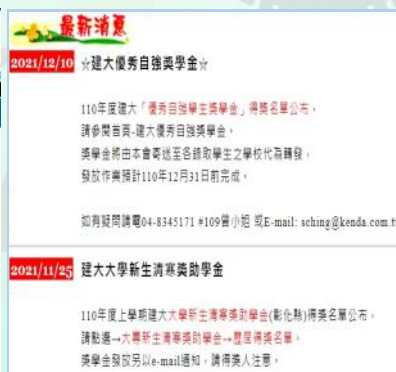 最新消息
2021/12/10 ☆建大優秀自強獎學金☆
110年度建大「優秀自強學生獎學金」得獎名單公布。
請參閱首頁-建大優秀自強獎學金。
獎學金將由本會寄送至各錄取學生之學校代為轉發，
發放作業預計110年12月31日前完成。
如有疑問請電04-8345171 #109曾小姐 或E-mail: sching@kenda.com.t
2021/11/25 建大大學新生清寒獎助學金
110年度上學期建大大學新生清寒獎助學金(彰化縣)得獎名單公布。
請點選→大專新生清寒獎助學金→歷屆得獎名單。
獎學金發放另以e-mail通知，請得獎人注意。